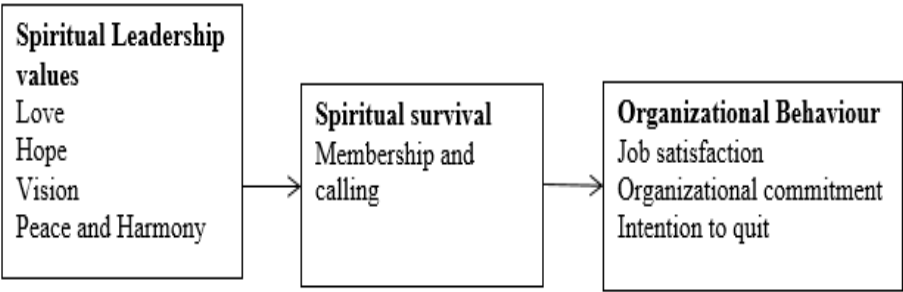 Spiritual Leadership
values
Love
Hope
Vision
Peace and Harmony
Spiritual survival
Membership and
calling
Organizational Behaviour
Job satisfaction
Organizational commitment
Intention to quit